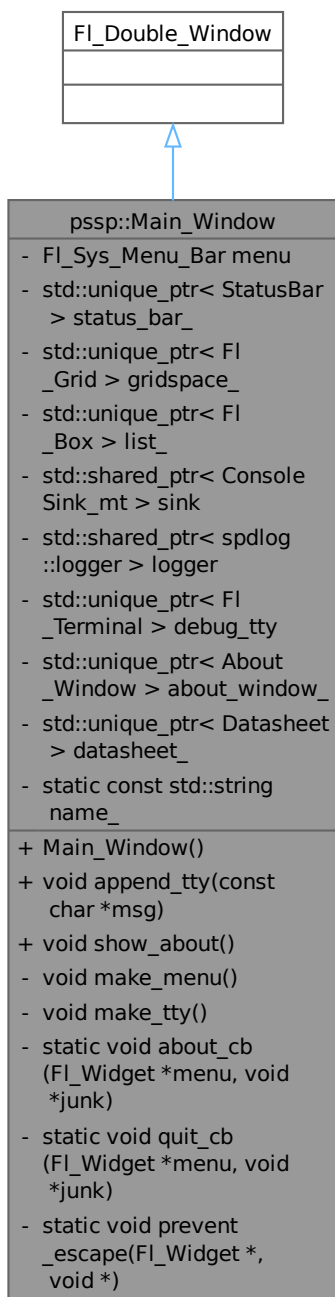 Fl_Double_Window
pssp::Main_Window
- Fl_Sys_Menu_Bar menu
- std::unique_ptr< StatusBar
> status_bar_
- std::unique_ptr< Fl
_Grid > gridspace_
- std::unique_ptr< Fl
_Box > list_
- std::shared_ptr< Console
Sink_mt > sink
- std::shared_ptr< spdlog
::logger > logger
- std::unique_ptr< Fl
_Terminal > debug_tty
- std::unique_ptr< About
_Window > about_window_
- std::unique_ptr< Datasheet
> datasheet_
- static const std::string
name_
+ Main_Window()
+ void append_tty(const
char *msg)
+ void show_about()
- void make_menu()
- void make_tty()
- static void about_cb
(Fl_Widget *menu, void
*junk)
- static void quit_cb
(Fl_Widget *menu, void
*junk)
- static void prevent
_escape(Fl_Widget *,
void *)